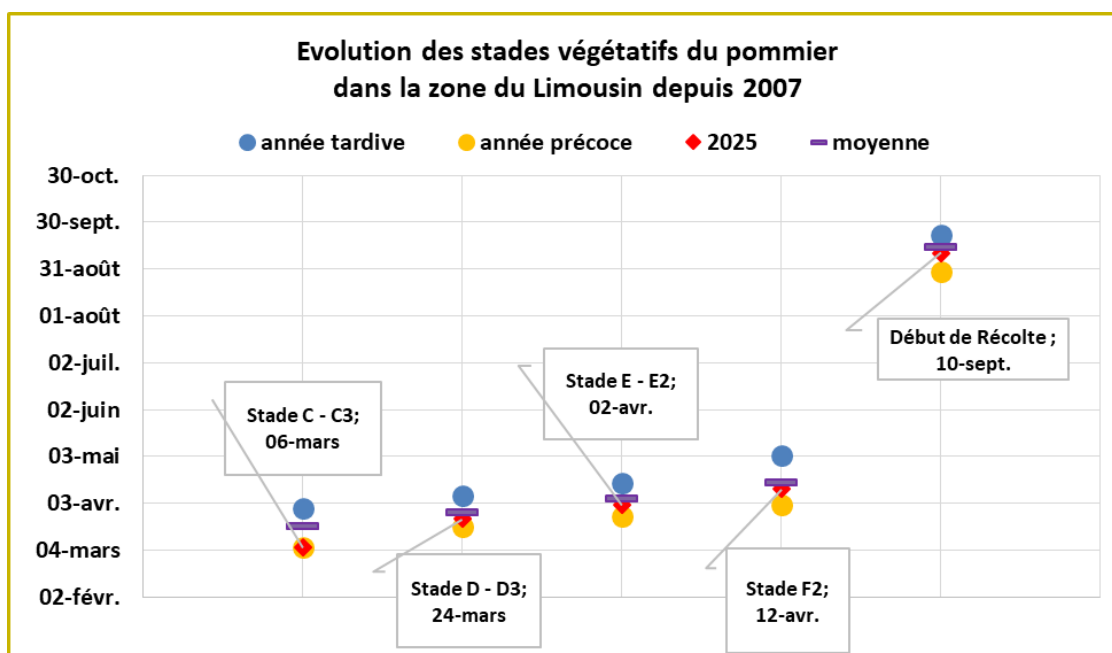 Evolution des stades végétatifs du pommier
dans la zone du Limousin depuis 2007
année tardive année précoce 2025 moyenne
30-oct.
30-sept.
31-août
01-août
02-juil.
02-juin
03-mai
03-avr.
04-mars
02-févr.
Stade C - C3;
06-mars
Stade D - D3;
24-mars
Stade E - E2;
02-avr.
Stade F2;
12-avr.
Début de Récolte ;
10-sept.